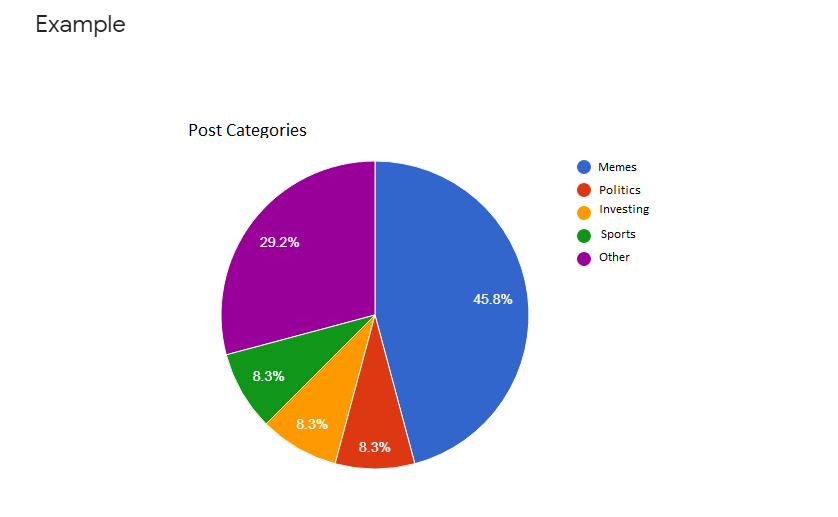 Example
Post Categories
Memes
Politics
Investing
Sports
Other
29.2%
45.8%
8.3%
8.3%
8.3%